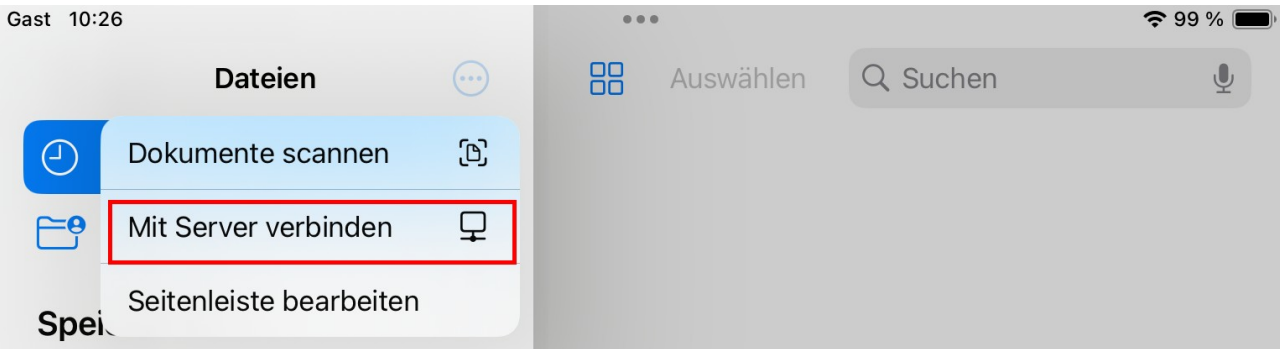 Gast 10:26 99 %
Dateien Auswählen Suchen
Dokumente scannen
Mit Server verbinden
Seitenleiste bearbeiten